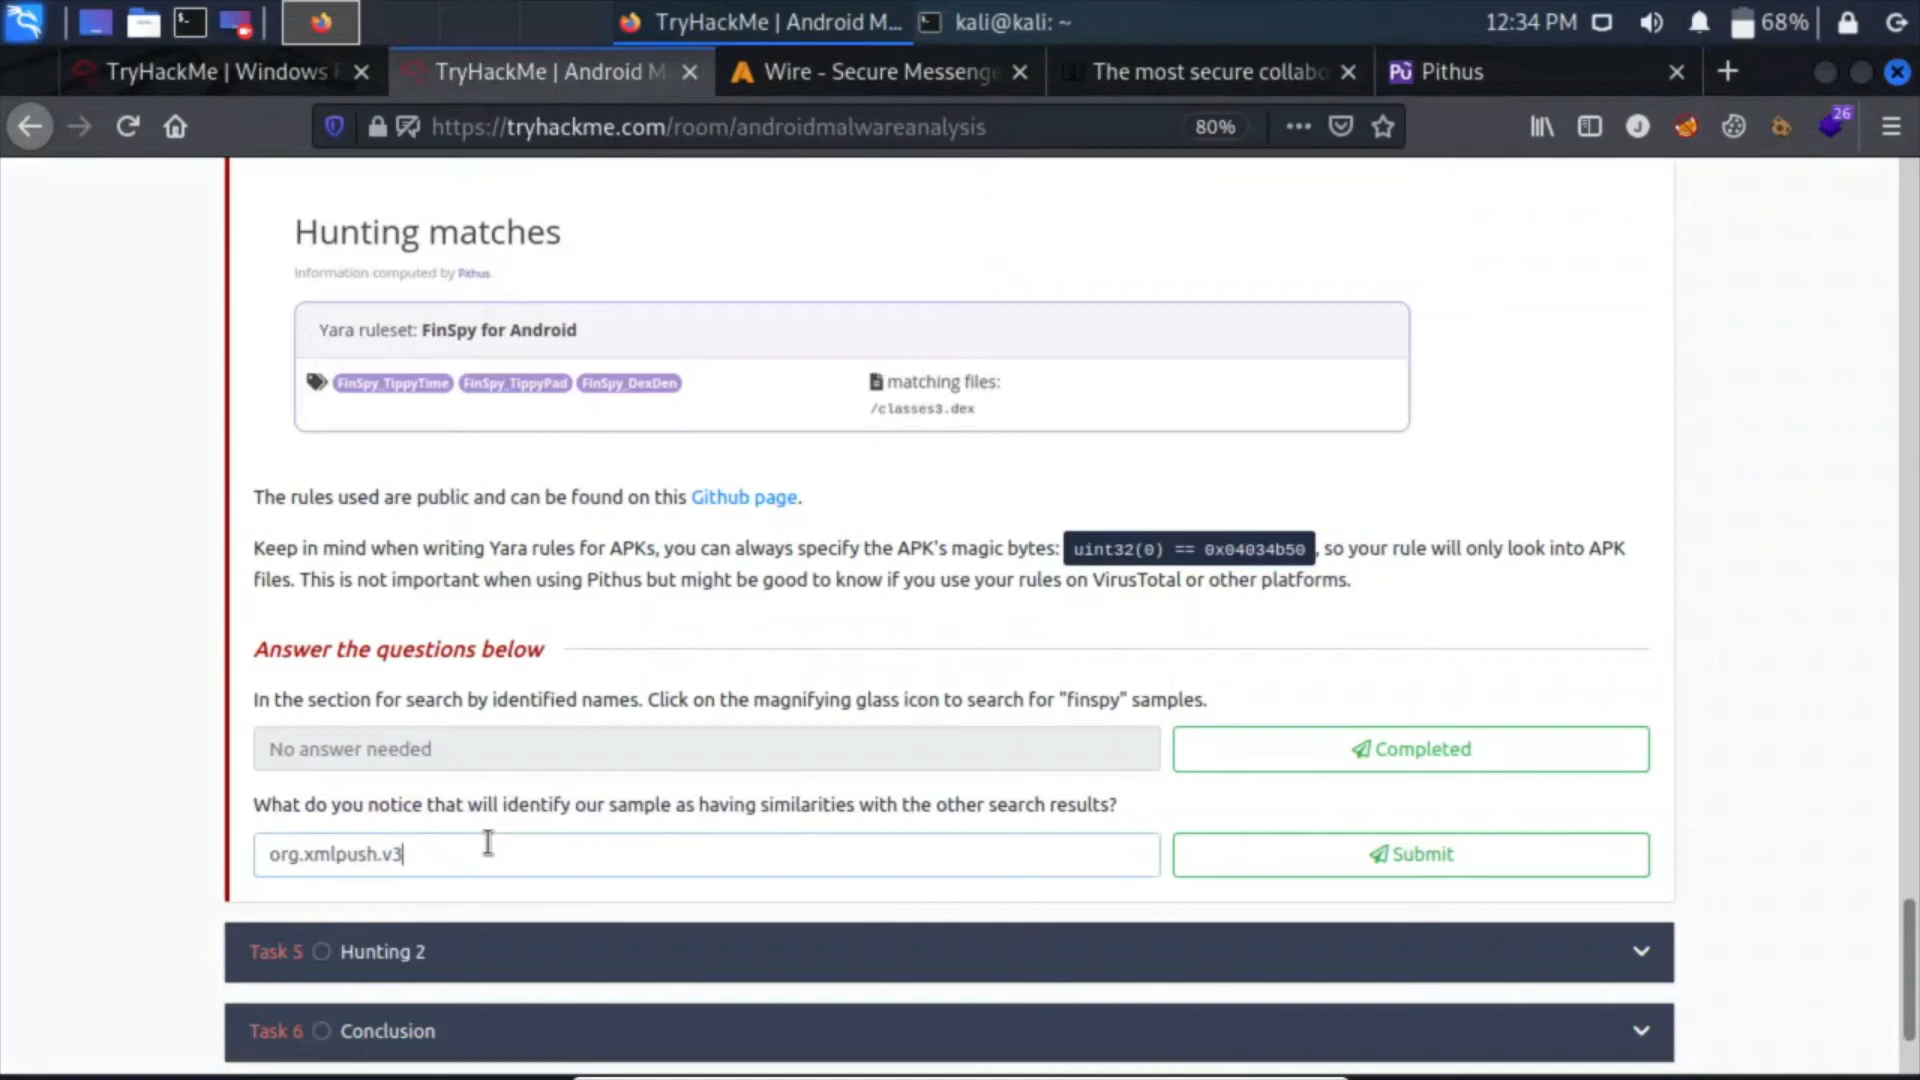 TryHackMe | Android M...
kali@kali: ~
12:34 PM
68%
TryHackMe | Windows
TryHackMe | Android M
Wire - Secure Messenge
The most secure collabo
PU Pithus
https://tryhackme.com/room/androidmalwareanalysis
80%
J
26
Hunting matches
Information computed by Pithus.
Yara ruleset: FinSpy for Android
FinSpy_TippyTime FinSpy_TippyPad FinSpy_DexDen
matching files:
/classes3.dex
The rules used are public and can be found on this Github page.
Keep in mind when writing Yara rules for APKs, you can always specify the APK's magic bytes: uint32(0) == 0x04034b50 , so your rule will only look into APK
files. This is not important when using Pithus but might be good to know if you use your rules on VirusTotal or other platforms.
Answer the questions below
In the section for search by identified names. Click on the magnifying glass icon to search for "finspy" samples.
No answer needed
Completed
What do you notice that will identify our sample as having similarities with the other search results?
org.xmlpush.v3
Submit
Task 5 Hunting 2
Task 6 Conclusion